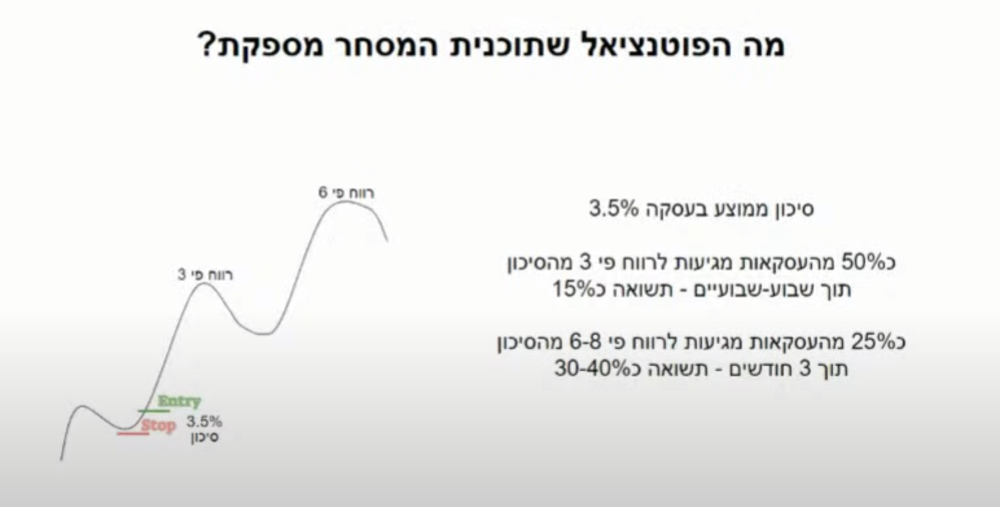 מה הפוטנציאל שתוכנית המסחר מספקת?
סיכון ממוצע בעסקה 3.5%
כ50% מהעסקאות מגיעות לרווח פי 3 מהסיכון
תוך שבוע-שבועיים - תשואה כ15%
כ25% מהעסקאות מגיעות לרווח פי 6-8 מהסיכון
תוך 3 חודשים - תשואה כ30-40%
רווח פי 6
רווח פי 3
Entry
Stop
3.5%
סיכון